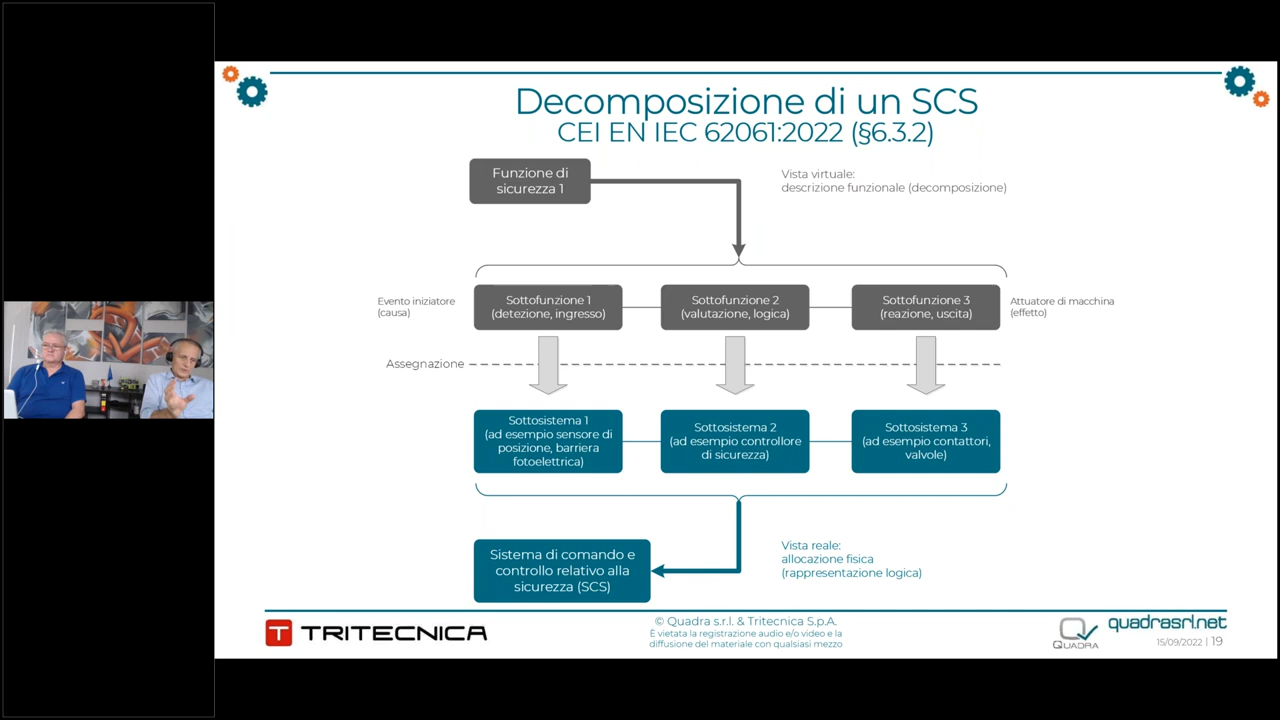 Decomposizione di un SCS
CEI EN IEC 62061:2022 (§6.3.2)
Funzione di
sicurezza 1
Vista virtuale:
descrizione funzionale (decomposizione)
Evento iniziatore
(causa)
Sottofunzione 1
(detezione, ingresso)
Sottofunzione 2
(valutazione, logica)
Sottofunzione 3
(reazione, uscita)
Attuatore di macchina
(effetto)
Assegnazione
Sottosistema 1
(ad esempio sensore di
posizione, barriera
fotoelettrica)
Sottosistema 2
(ad esempio controllore
di sicurezza)
Sottosistema 3
(ad esempio contattori,
valvole)
Sistema di comando e
controllo relativo alla
sicurezza (SCS)
Vista reale:
allocazione fisica
(rappresentazione logica)
T TRITECNICA
© Quadra s.r.l. & Tritecnica S.p.A.
È vietata la registrazione audio e/o video e la
diffusione del materiale con qualsiasi mezzo
QUADRA
quadrasrl.net
15/09/2022 | 19